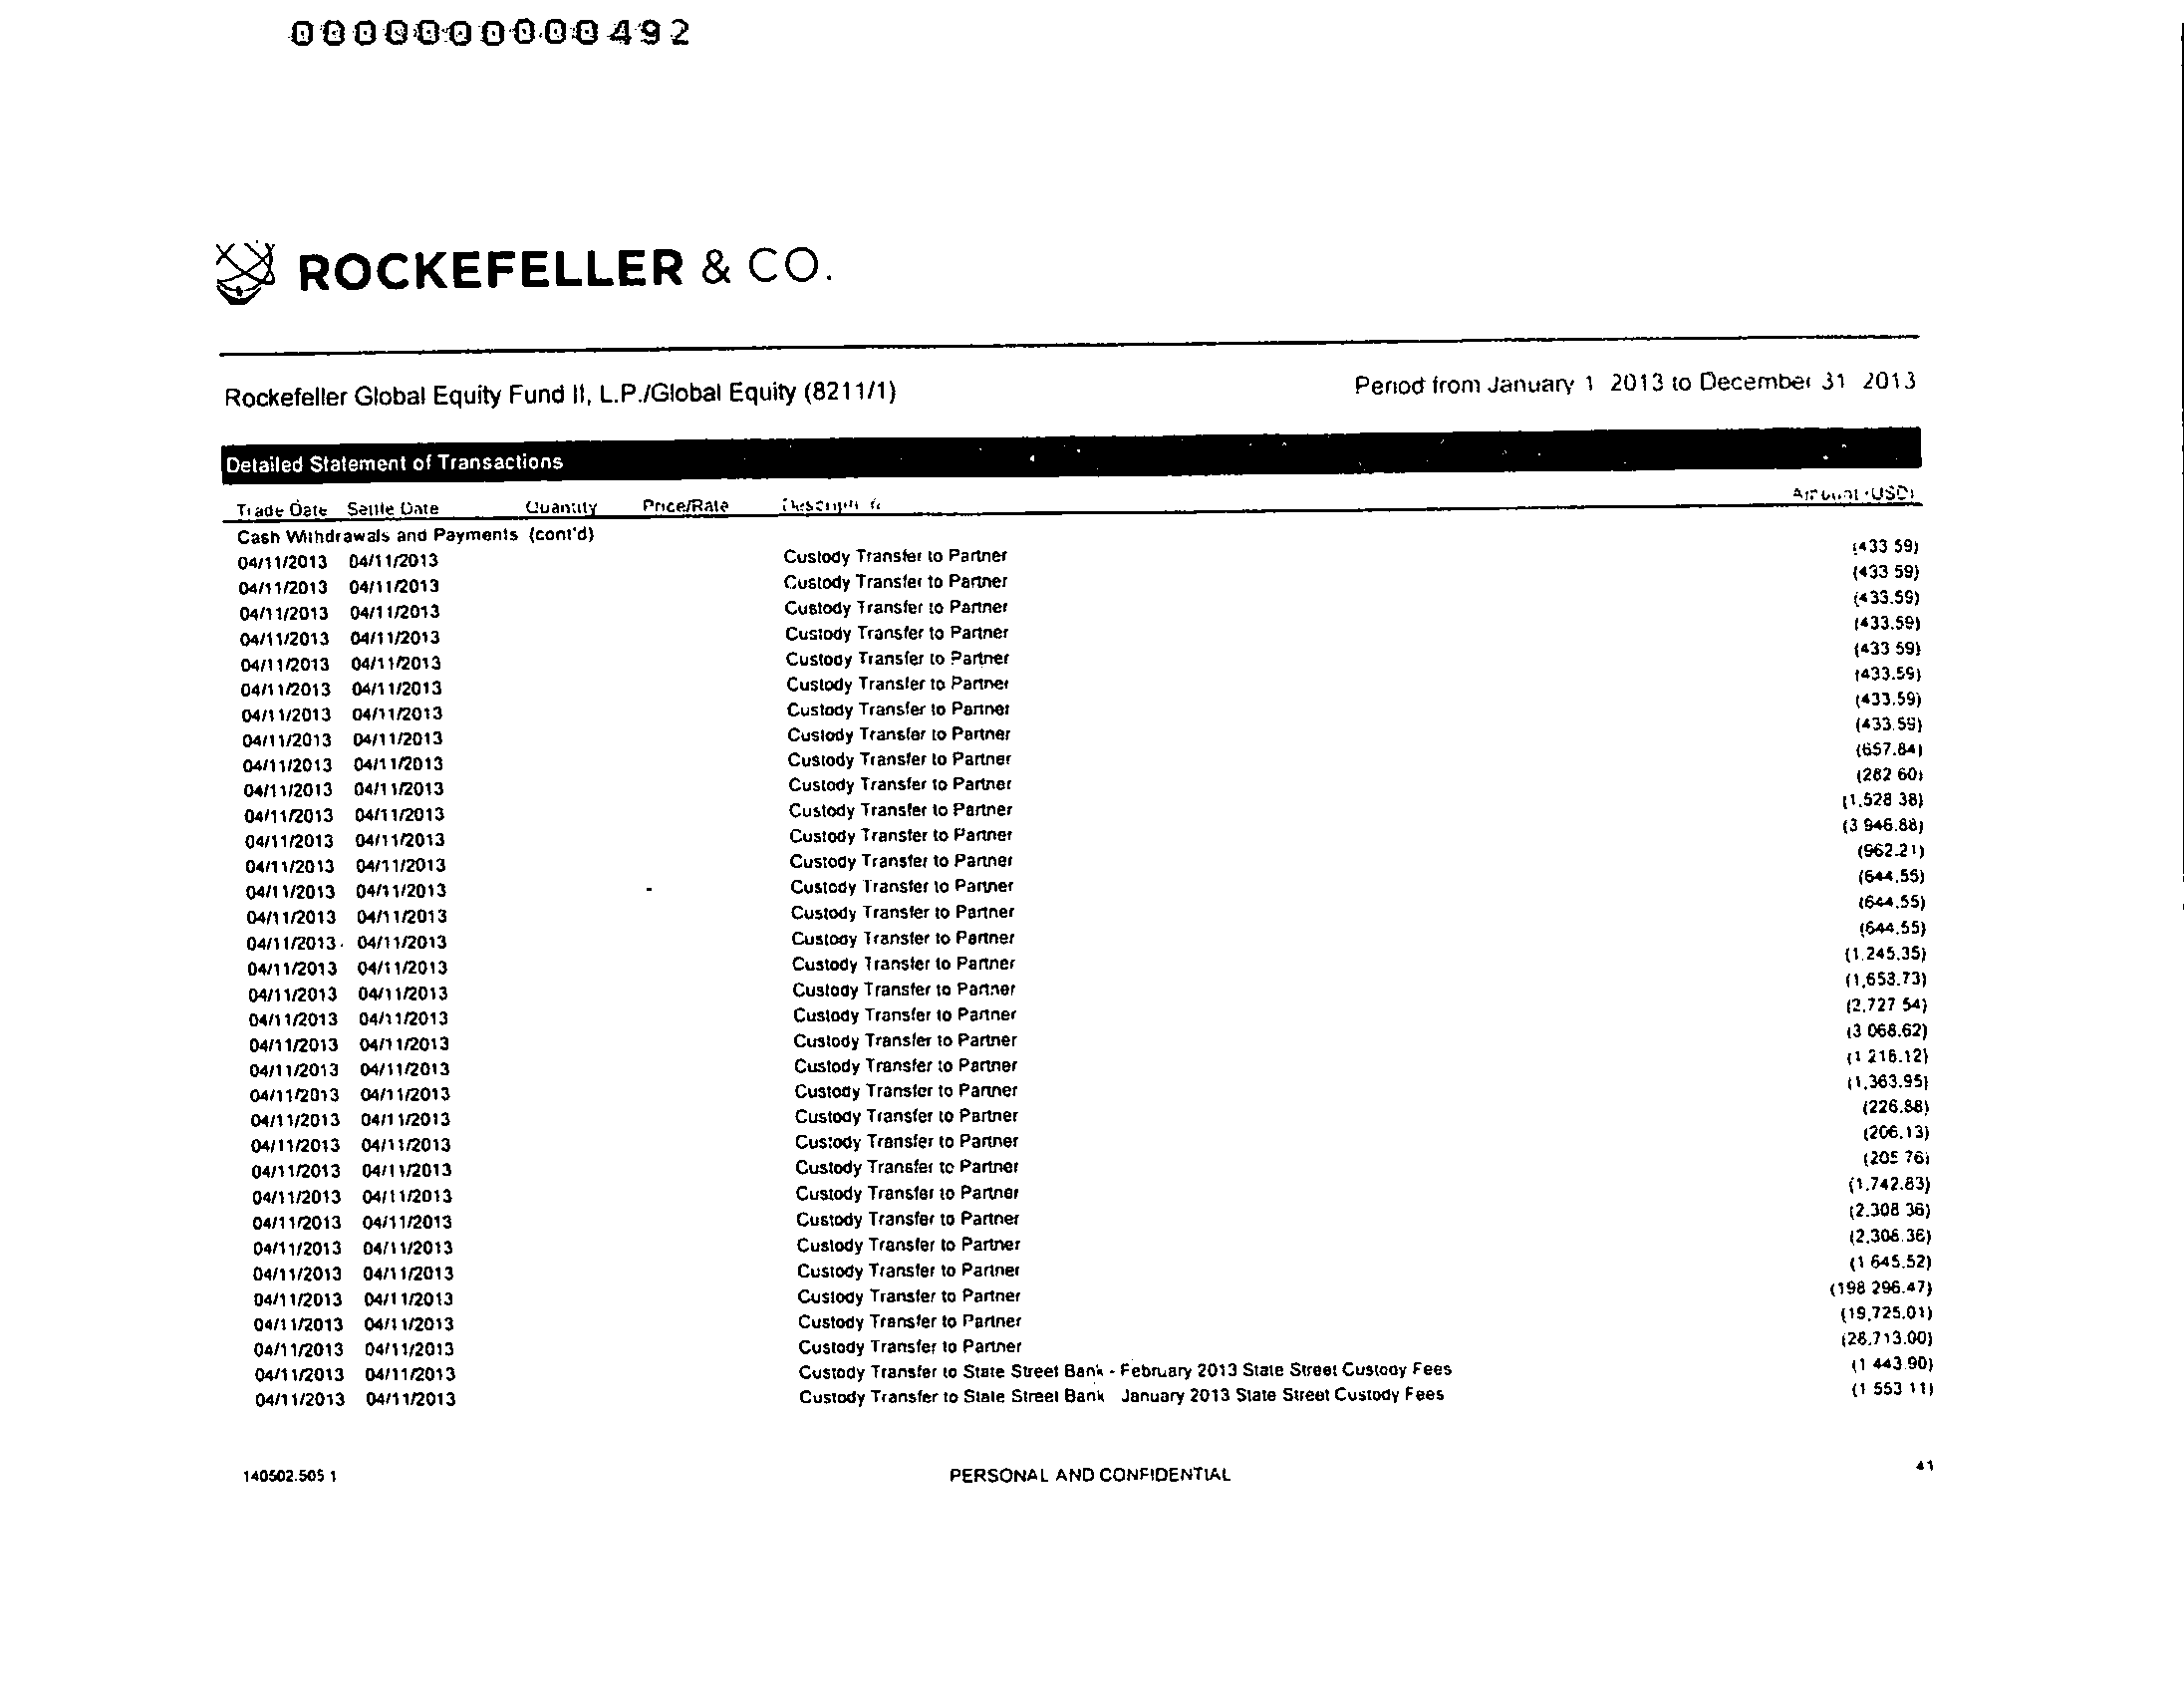 0000000000492
ROCKEFELLER & CO.
Rockefeller Global Equity Fund II, L.P./Global Equity (8211/1) Period from January 1 2013 to December 31 2013
Detailed Statement of Transactions
Trade Date Settle Date Quantity Price/Rate Amount (USD)
Cash Withdrawals and Payments (cont'd)
04/11/2013 04/11/2013 Custody Transfer to Partner (433 59)
04/11/2013 04/11/2013 Custody Transfer to Partner (433 59)
04/11/2013 04/11/2013 Custody Transfer to Partner (433.59)
04/11/2013 04/11/2013 Custody Transfer to Partner (433.59)
04/11/2013 04/11/2013 Custody Transfer to Partner (433 59)
04/11/2013 04/11/2013 Custody Transfer to Partner (433.59)
04/11/2013 04/11/2013 Custody Transfer to Partner (433.59)
04/11/2013 04/11/2013 Custody Transfer to Partner (433.59)
04/11/2013 04/11/2013 Custody Transfer to Partner (657.84)
04/11/2013 04/11/2013 Custody Transfer to Partner (282 60)
04/11/2013 04/11/2013 Custody Transfer to Partner (1,528 38)
04/11/2013 04/11/2013 Custody Transfer to Partner (3 946.88)
04/11/2013 04/11/2013 Custody Transfer to Partner (962.21)
04/11/2013 04/11/2013 Custody Transfer to Partner (644.55)
04/11/2013 04/11/2013 Custody Transfer to Partner (644.55)
04/11/2013 04/11/2013 Custody Transfer to Partner (644.55)
04/11/2013 04/11/2013 Custody Transfer to Partner (1,245.35)
04/11/2013 04/11/2013 Custody Transfer to Partner (1,653.73)
04/11/2013 04/11/2013 Custody Transfer to Partner (2,727 54)
04/11/2013 04/11/2013 Custody Transfer to Partner (3 068.62)
04/11/2013 04/11/2013 Custody Transfer to Partner (1 216.12)
04/11/2013 04/11/2013 Custody Transfer to Partner (1,363.95)
04/11/2013 04/11/2013 Custody Transfer to Partner (226.88)
04/11/2013 04/11/2013 Custody Transfer to Partner (206.13)
04/11/2013 04/11/2013 Custody Transfer to Partner (205 76)
04/11/2013 04/11/2013 Custody Transfer to Partner (1,742.83)
04/11/2013 04/11/2013 Custody Transfer to Partner (2,308 36)
04/11/2013 04/11/2013 Custody Transfer to Partner (2,308.36)
04/11/2013 04/11/2013 Custody Transfer to Partner (1 645.52)
04/11/2013 04/11/2013 Custody Transfer to Partner (198 296.47)
04/11/2013 04/11/2013 Custody Transfer to Partner (19,725.01)
04/11/2013 04/11/2013 Custody Transfer to Partner (28,713.00)
04/11/2013 04/11/2013 Custody Transfer to State Street Bank - February 2013 State Street Custody Fees (1 443.90)
04/11/2013 04/11/2013 Custody Transfer to State Street Bank January 2013 State Street Custody Fees (1 553 11)
140502.505 1 PERSONAL AND CONFIDENTIAL 41